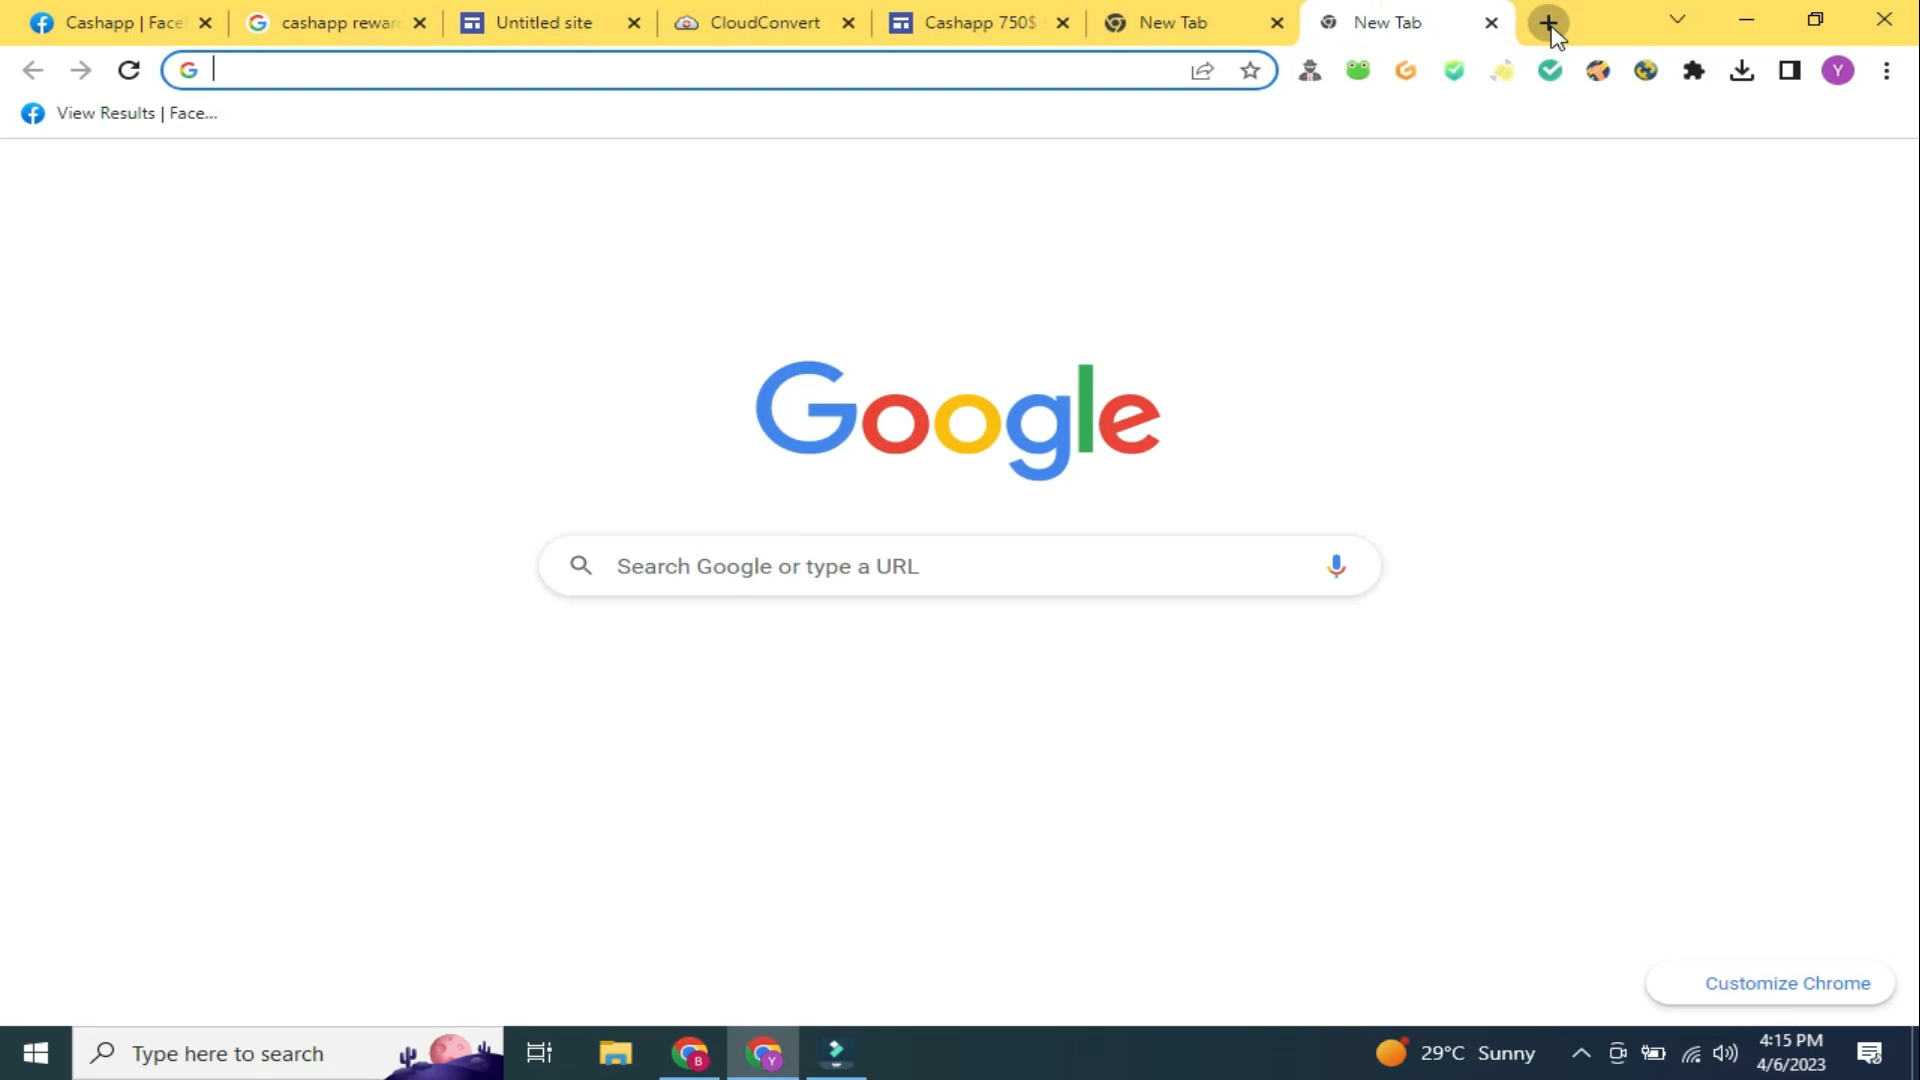 Cashapp | Face
cashapp rewar
Untitled site
CloudConvert
Cashapp 750$
New Tab
New Tab
Y
View Results | Face...
Google
Search Google or type a URL
Customize Chrome
Type here to search
B
Y
29°C Sunny
4:15 PM
4/6/2023